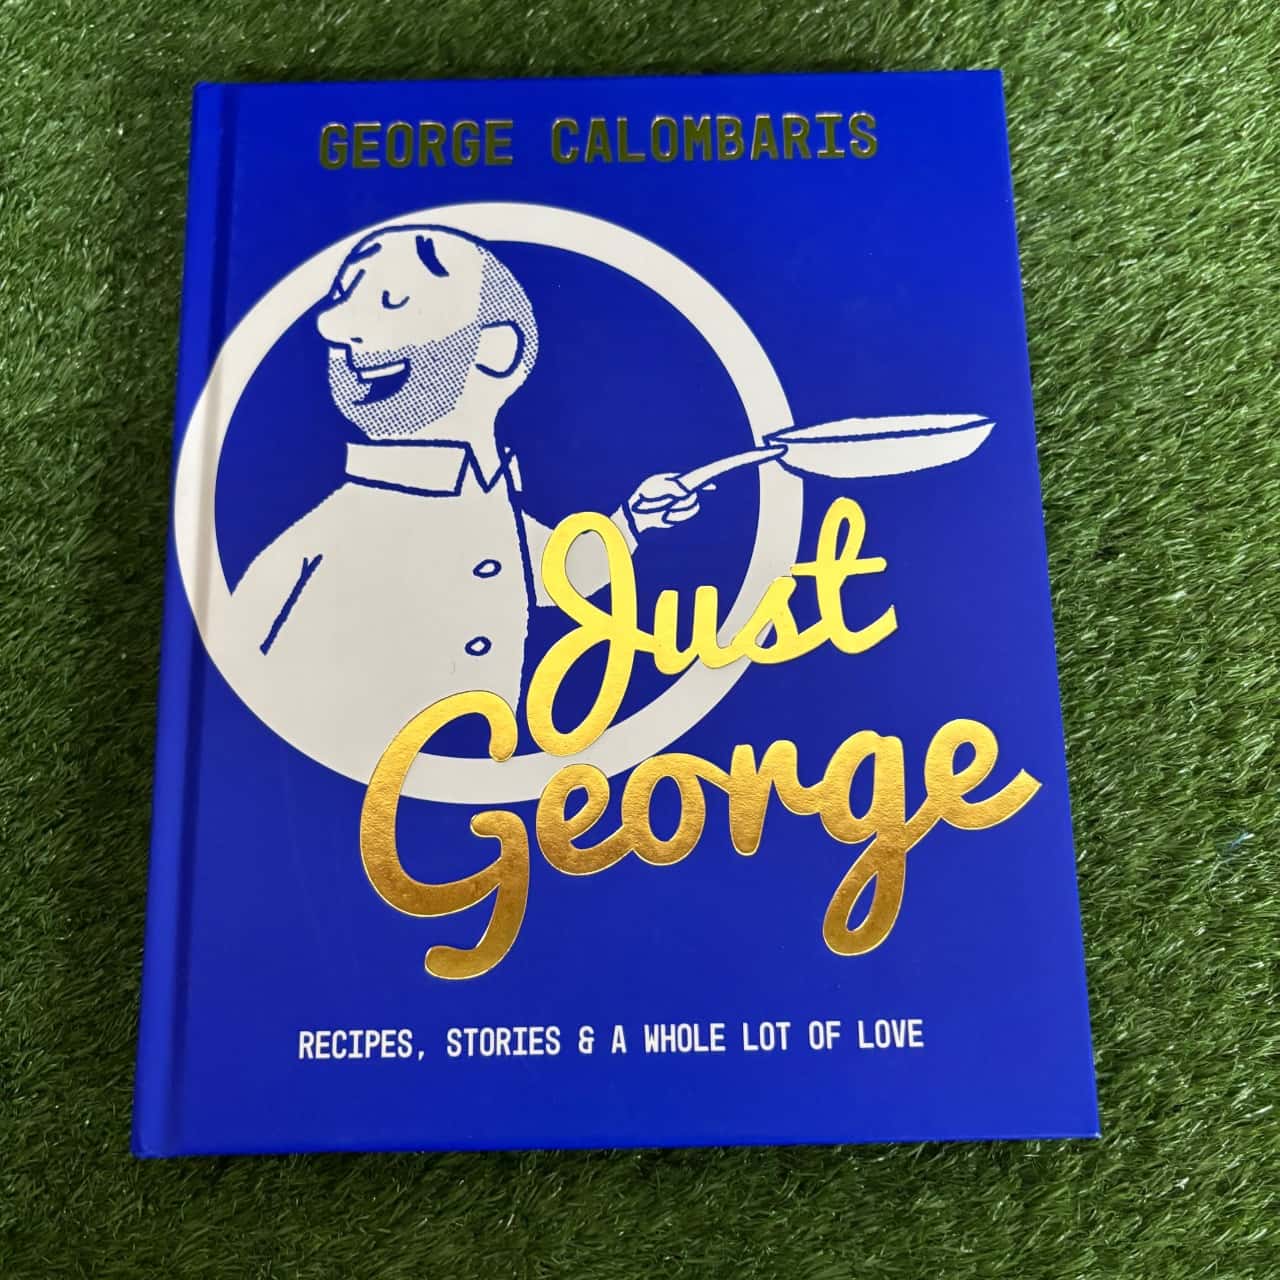 GEORGE CALOMBARIS
Just
George
RECIPES, STORIES & A WHOLE LOT OF LOVE